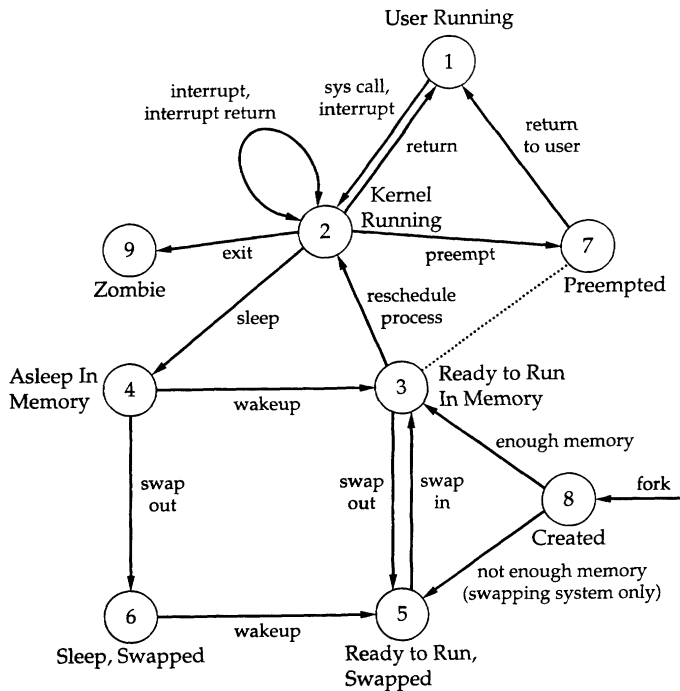 User Running
1
interrupt,
interrupt return
sys call,
interrupt
return
return
to user
Kernel
Running
2
9
Zombie
exit
preempt
7
Preempted
sleep
reschedule
process
Asleep In
Memory
4
wakeup
3
Ready to Run
In Memory
enough memory
swap
out
swap
out
swap
in
8
Created
fork
not enough memory
(swapping system only)
6
Sleep, Swapped
wakeup
5
Ready to Run,
Swapped